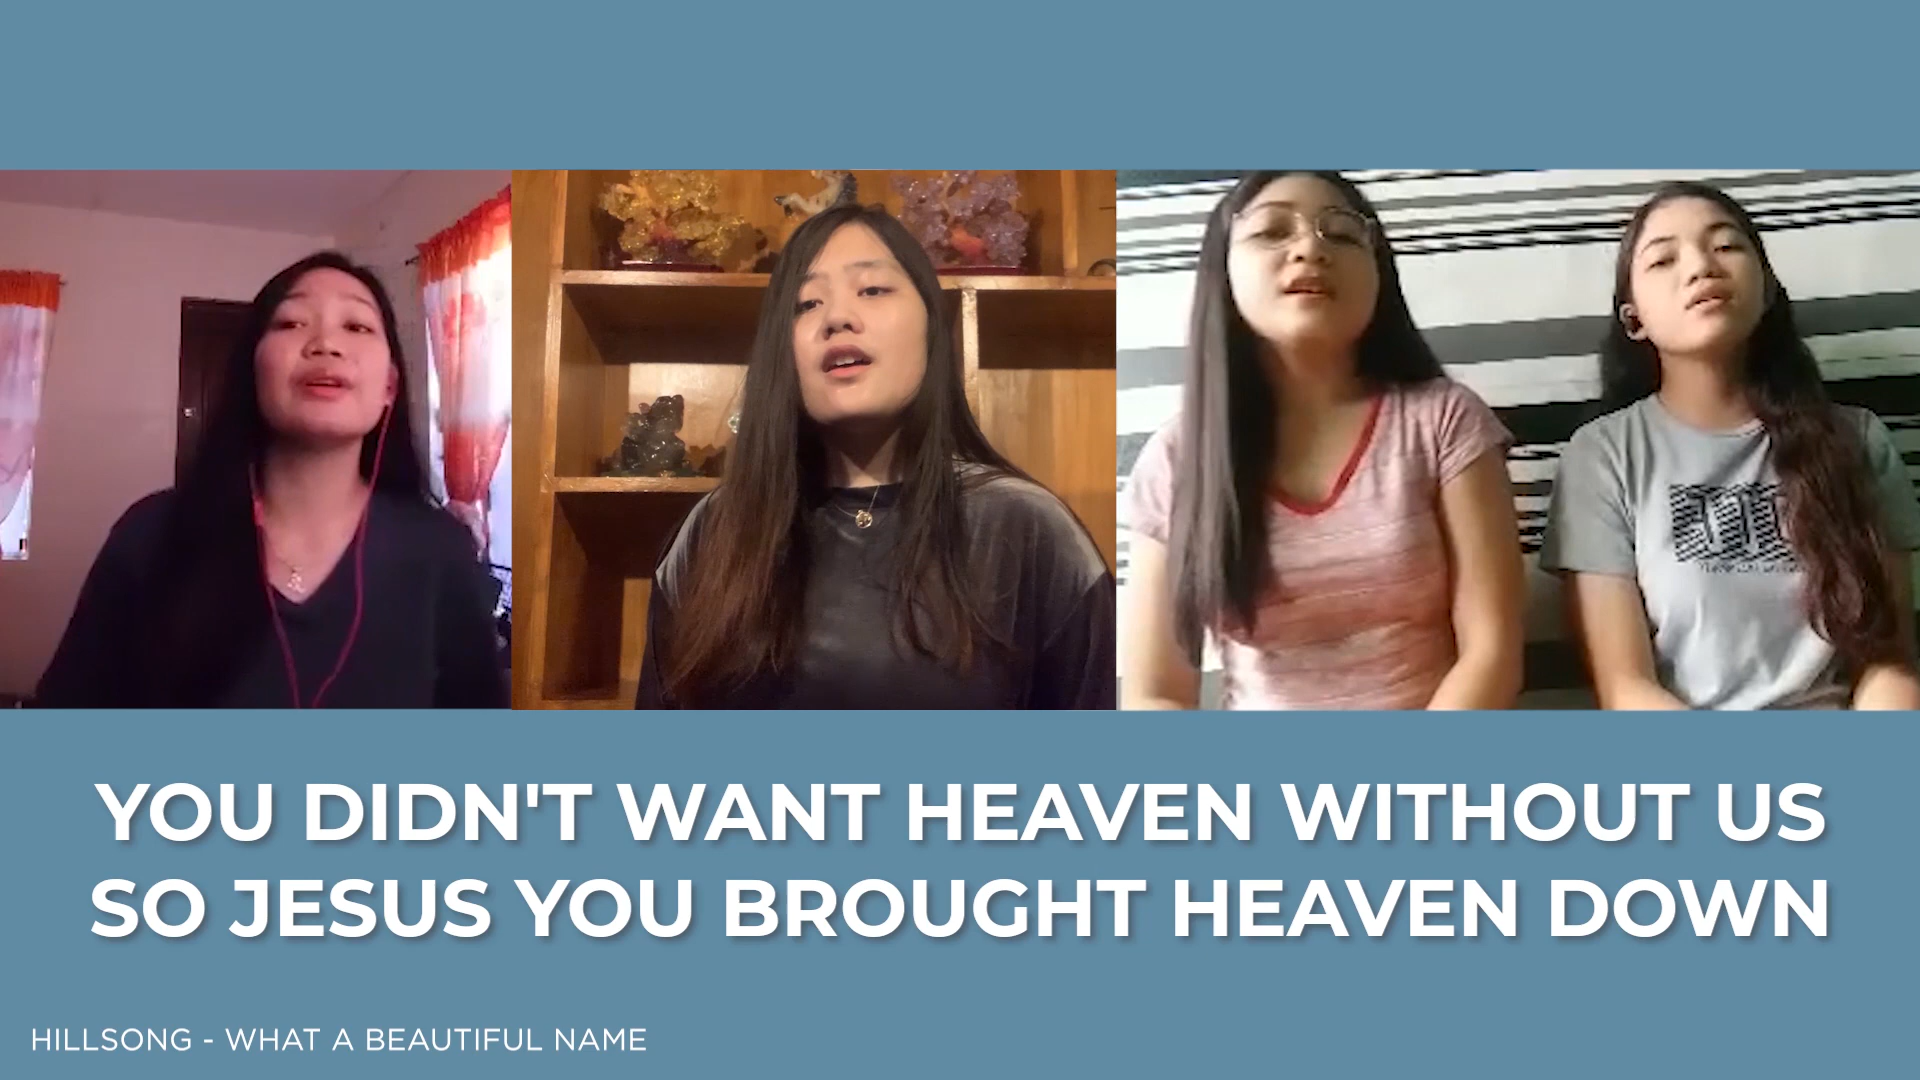 YOU DIDN'T WANT HEAVEN WITHOUT US
SO JESUS YOU BROUGHT HEAVEN DOWN
HILLSONG - WHAT A BEAUTIFUL NAME